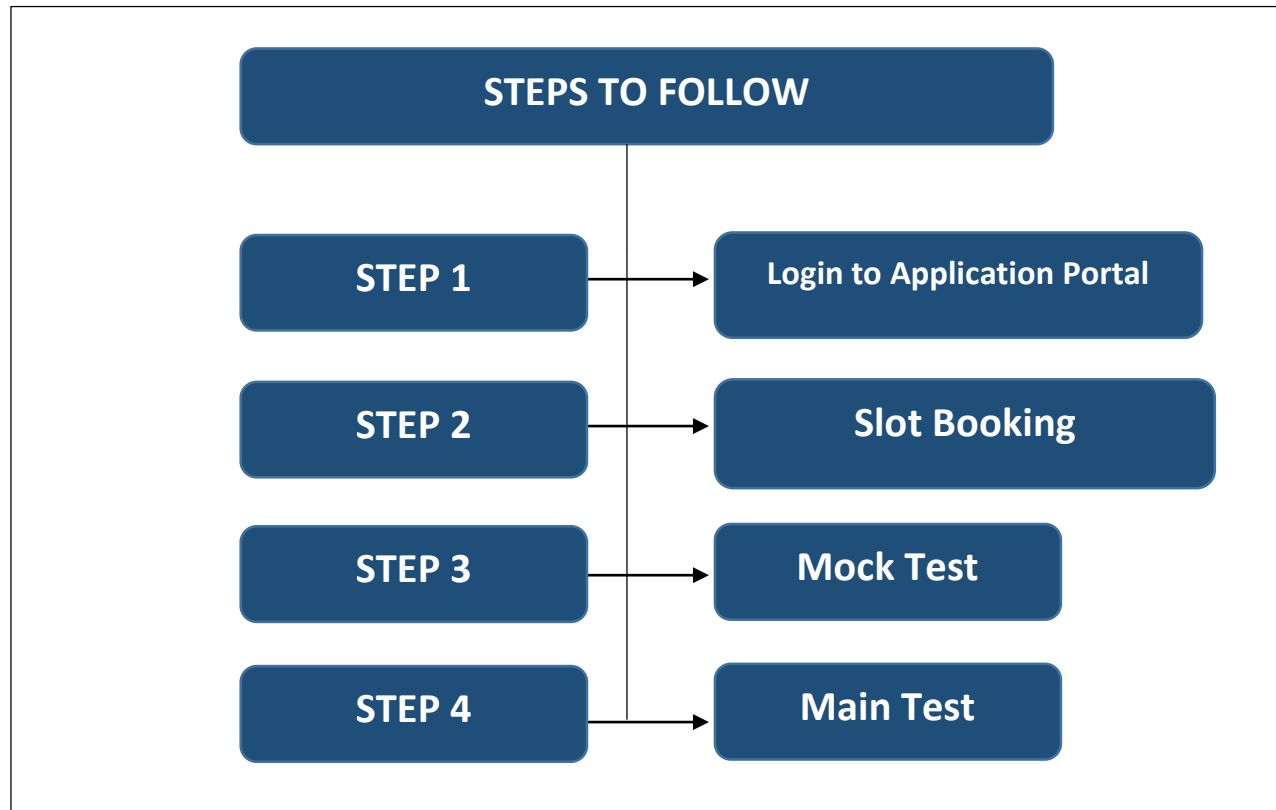 STEPS TO FOLLOW
STEP 1
Login to Application Portal
STEP 2
Slot Booking
STEP 3
Mock Test
STEP 4
Main Test